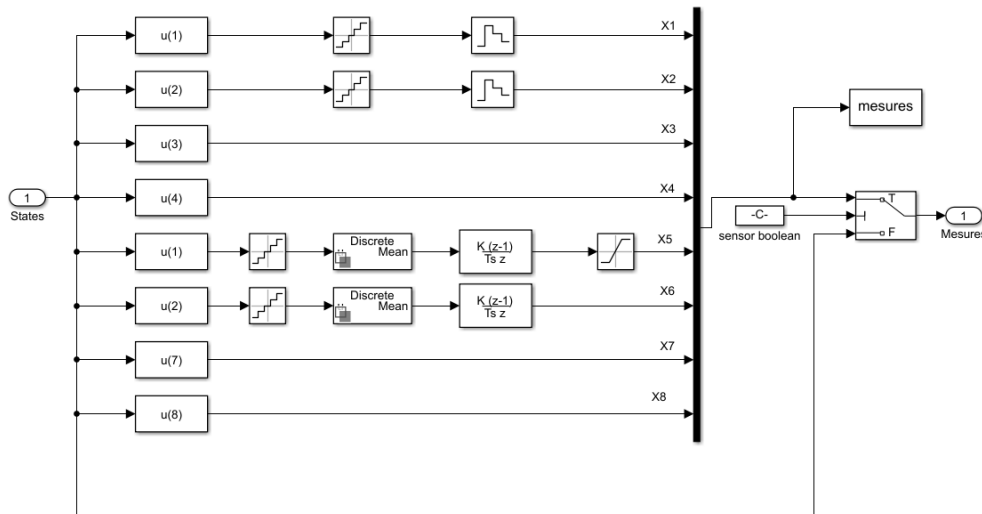 u(1)
X1
u(2)
X2
mesures
u(3)
X3
1
States
u(4)
X4
-C-
sensor boolean
T
F
1
Mesures
u(1)
Discrete
Mean
K (z-1)
Ts z
X5
u(2)
Discrete
Mean
K (z-1)
Ts z
X6
u(7)
X7
u(8)
X8